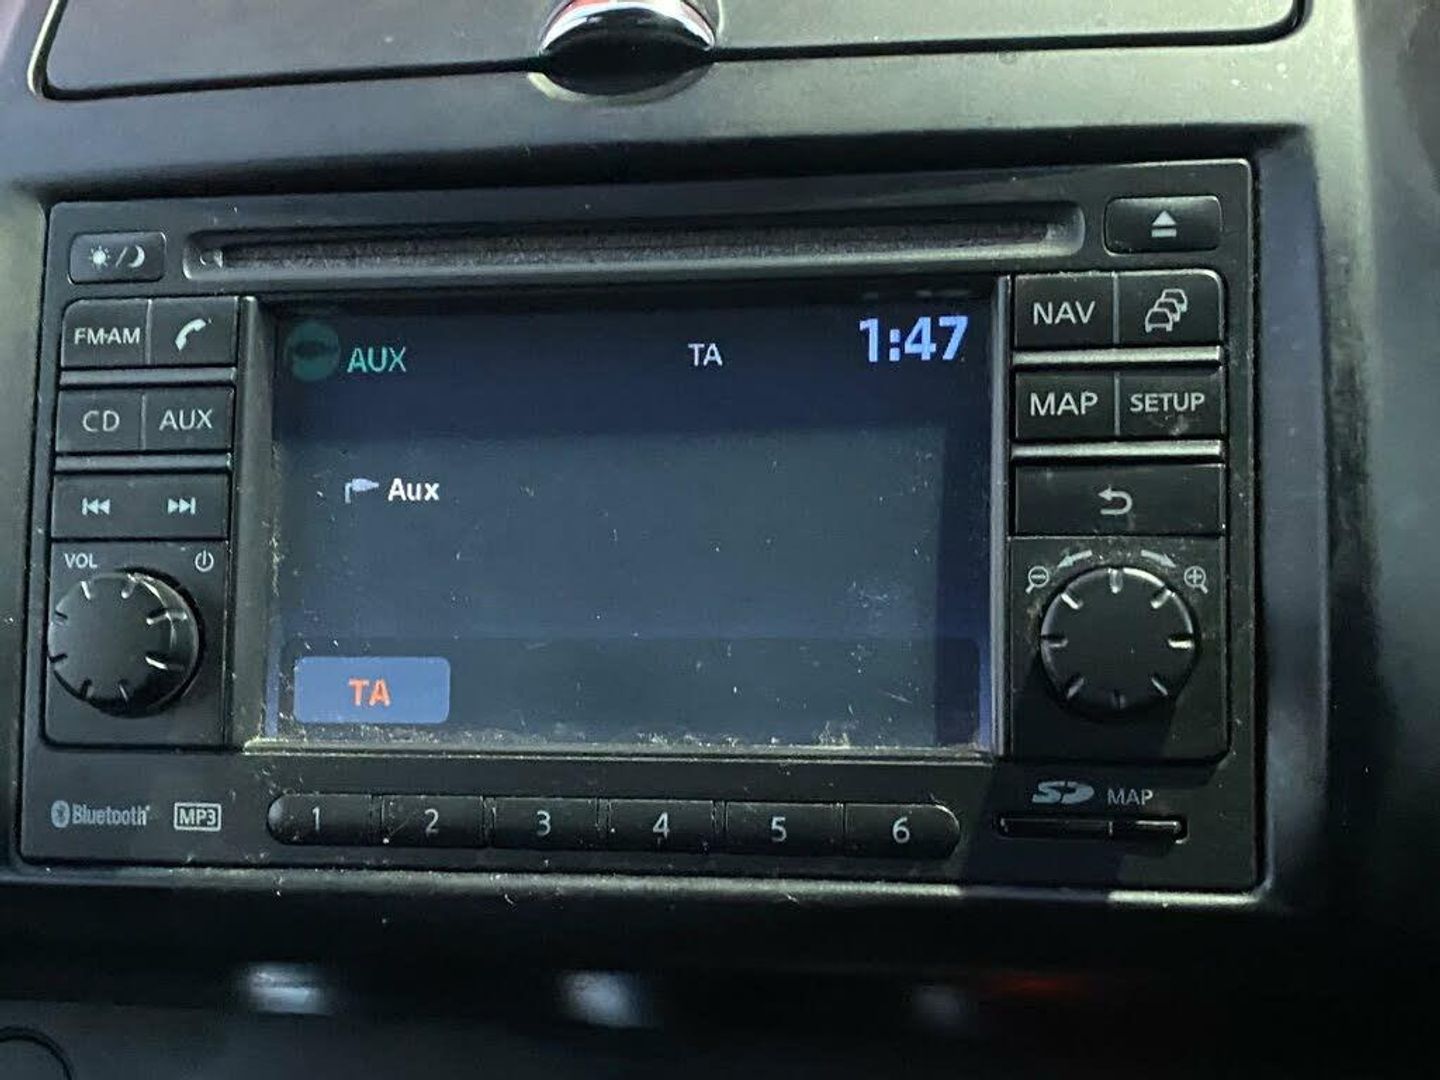 FM·AM
CD AUX
VOL
AUX TA 1:47
Aux
TA
NAV
MAP SETUP
Bluetooth MP3
1 2 3 4 5 6
SD MAP